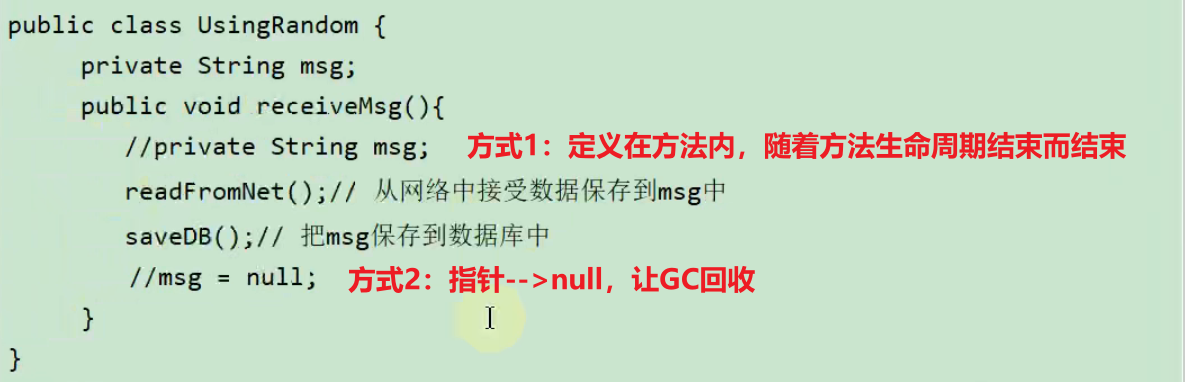 public class UsingRandom {
private String msg;
public void receiveMsg(){
//private String msg; 方式1：定义在方法内，随着方法生命周期结束而结束
readFromNet();// 从网络中接受数据保存到msg中
saveDB();// 把msg保存到数据库中
//msg = null; 方式2：指针-->null，让GC回收
}
}